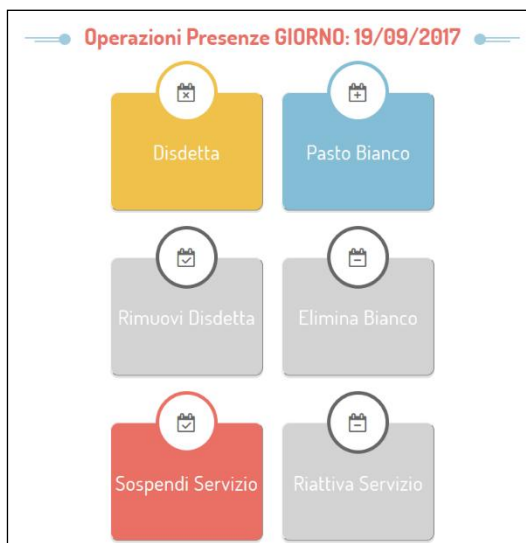 Operazioni Presenze GIORNO: 19/09/2017
Disdetta
Pasto Bianco
Rimuovi Disdetta
Elimina Bianco
Sospendi Servizio
Riattiva Servizio